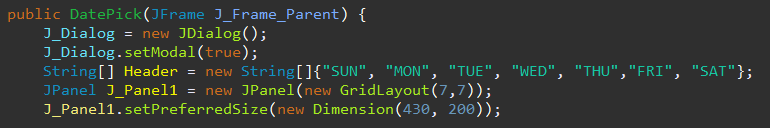 public DatePick(JFrame J_Frame_Parent) {
J_Dialog = new JDialog();
J_Dialog.setModal(true);
String[] Header = new String[]{"SUN", "MON", "TUE", "WED", "THU","FRI", "SAT"};
JPanel J_Panel1 = new JPanel(new GridLayout(7,7));
J_Panel1.setPreferredSize(new Dimension(430, 200));